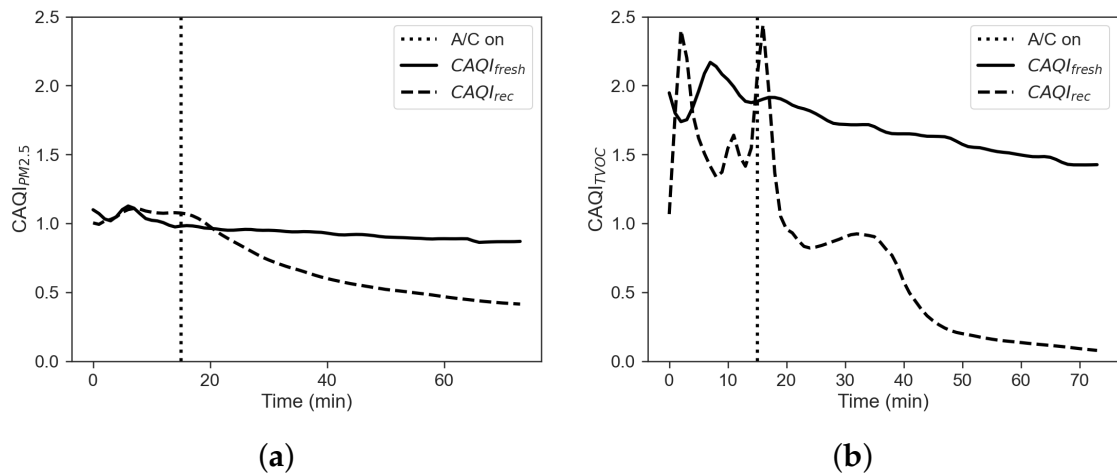 2.5
2.0
1.5
1.0
0.5
0.0
CAQI_PM2.5
A/C on
CAQI_fresh
CAQI_rec
0 20 40 60
Time (min)
(a)
2.5
2.0
1.5
1.0
0.5
0.0
CAQI_TVOC
A/C on
CAQI_fresh
CAQI_rec
0 10 20 30 40 50 60 70
Time (min)
(b)